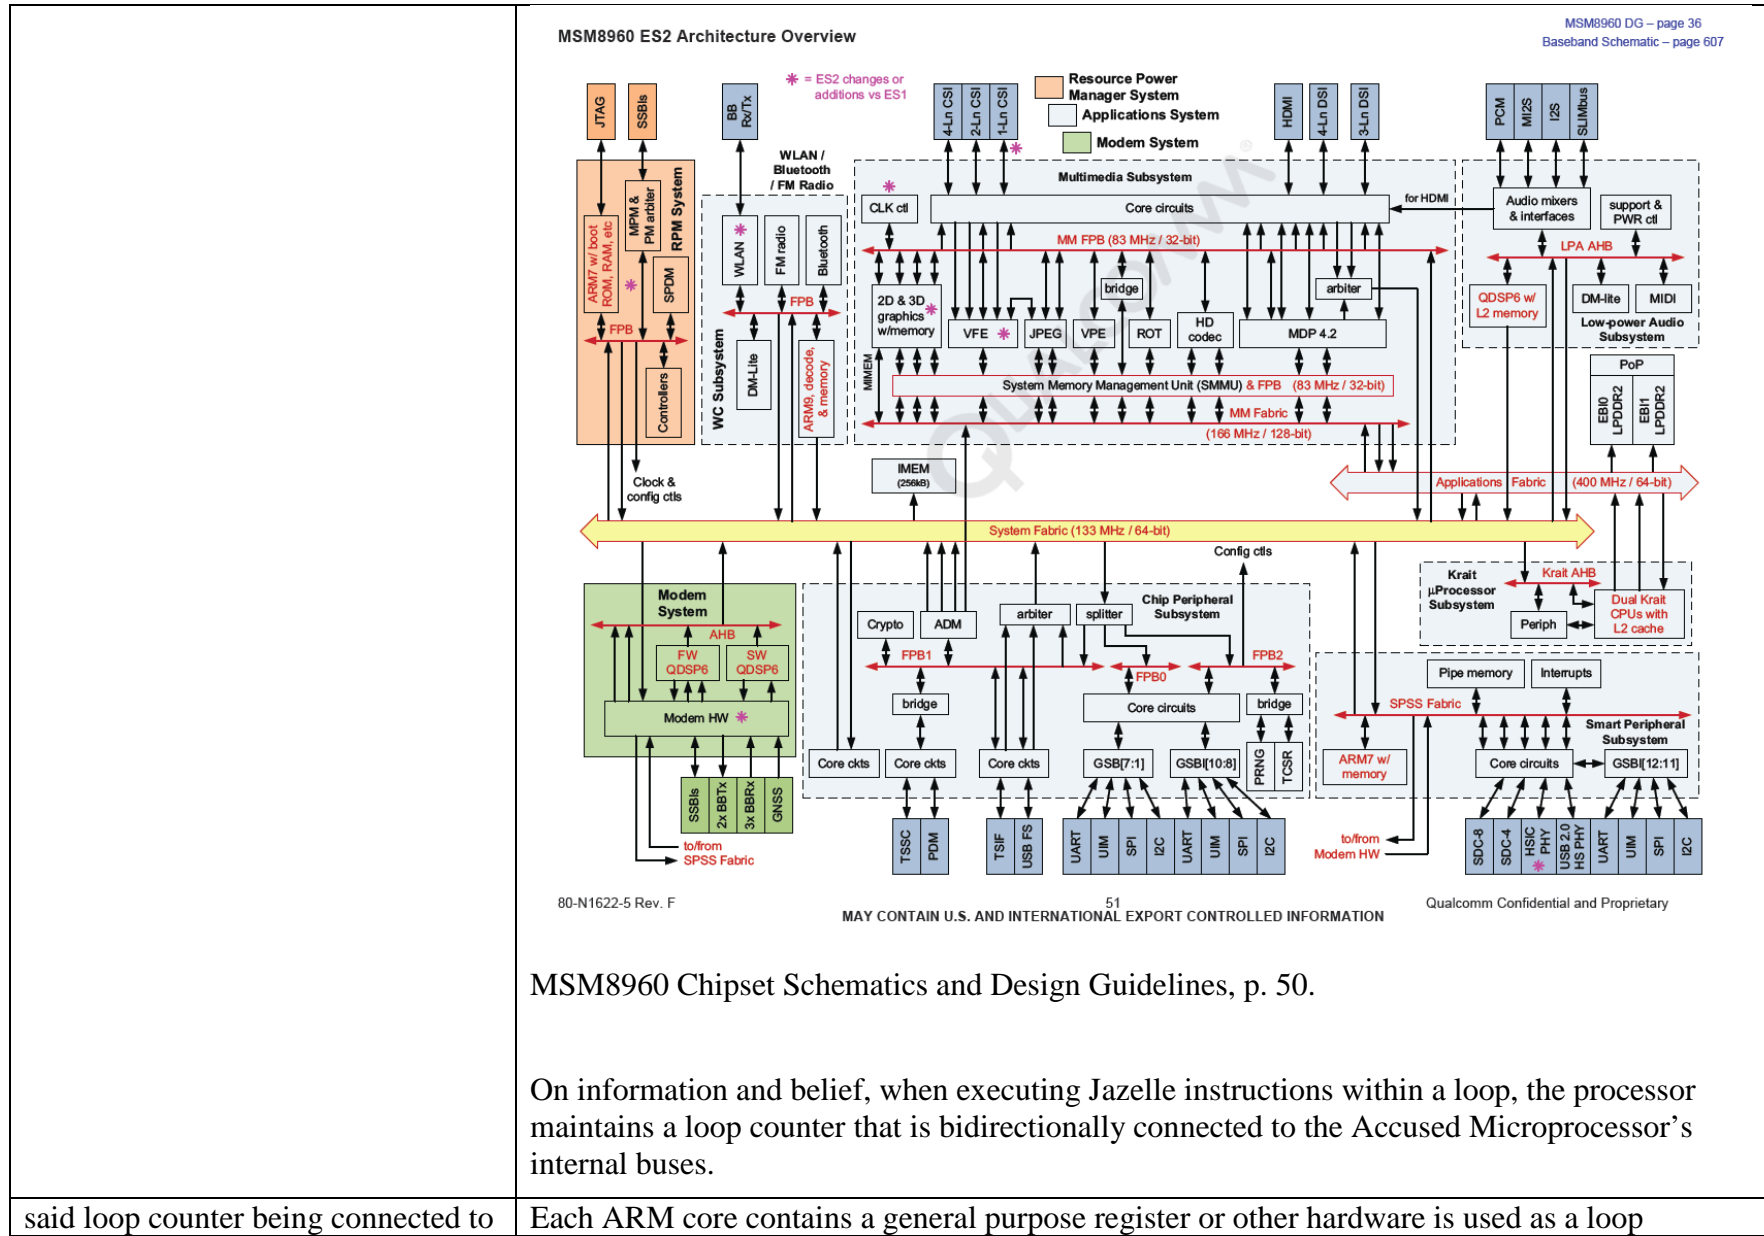 MSM8960 ES2 Architecture Overview
MSM8960 DG – page 36
Baseband Schematic – page 607
✳ = ES2 changes or
additions vs ES1
Resource Power
Manager System
Applications System
Modem System
JTAG
SSBIs
BB
Rx/Tx
4-Ln CSI
2-Ln CSI
1-Ln CSI
HDMI
4-Ln DSI
3-Ln DSI
PCM
MI2S
I2S
SLIMbus
RPM System
MPM &
PM arbiter
ARM7 w/ boot
ROM, RAM, etc
SPDM
FPB
Controllers
Clock &
config ctls
WLAN /
Bluetooth
/ FM Radio
WLAN
FM radio
Bluetooth
FPB
WC Subsystem
DM-Lite
ARM9, decode,
& memory
Multimedia Subsystem
CLK ctl
Core circuits
for HDMI
MM FPB (83 MHz / 32-bit)
2D & 3D
graphics
w/memory
VFE
JPEG
bridge
VPE
ROT
HD
codec
arbiter
MDP 4.2
MIMEM
System Memory Management Unit (SMMU) & FPB (83 MHz / 32-bit)
MM Fabric
(166 MHz / 128-bit)
Audio mixers
& interfaces
support &
PWR ctl
LPA AHB
QDSP6 w/
L2 memory
DM-lite
MIDI
Low-power Audio
Subsystem
PoP
EBI0
LPDDR2
EBI1
LPDDR2
QUALCOMM®
IMEM
(256kB)
Applications Fabric (400 MHz / 64-bit)
System Fabric (133 MHz / 64-bit)
Config ctls
Modem
System
AHB
FW
QDSP6
SW
QDSP6
Modem HW
SSBIs
2x BBTx
3x BBRx
GNSS
to/from
SPSS Fabric
Chip Peripheral
Subsystem
Crypto
ADM
arbiter
splitter
FPB1
FPB0
FPB2
bridge
Core circuits
bridge
Core ckts
Core ckts
Core ckts
GSB[7:1]
GSBI[10:8]
PRNG
TCSR
TSSC
PDM
TSIF
USB FS
UART
UIM
SPI
I2C
UART
UIM
SPI
I2C
Krait
µProcessor
Subsystem
Krait AHB
Periph
Dual Krait
CPUs with
L2 cache
Pipe memory
Interrupts
SPSS Fabric
Smart Peripheral
Subsystem
ARM7 w/
memory
Core circuits
GSBI[12:11]
to/from
Modem HW
SDC-8
SDC-4
HSIC
PHY
USB 2.0
HS PHY
UART
UIM
SPI
I2C
80-N1622-5 Rev. F
51
MAY CONTAIN U.S. AND INTERNATIONAL EXPORT CONTROLLED INFORMATION
Qualcomm Confidential and Proprietary
MSM8960 Chipset Schematics and Design Guidelines, p. 50.
On information and belief, when executing Jazelle instructions within a loop, the processor
maintains a loop counter that is bidirectionally connected to the Accused Microprocessor’s
internal buses.
said loop counter being connected to
Each ARM core contains a general purpose register or other hardware is used as a loop